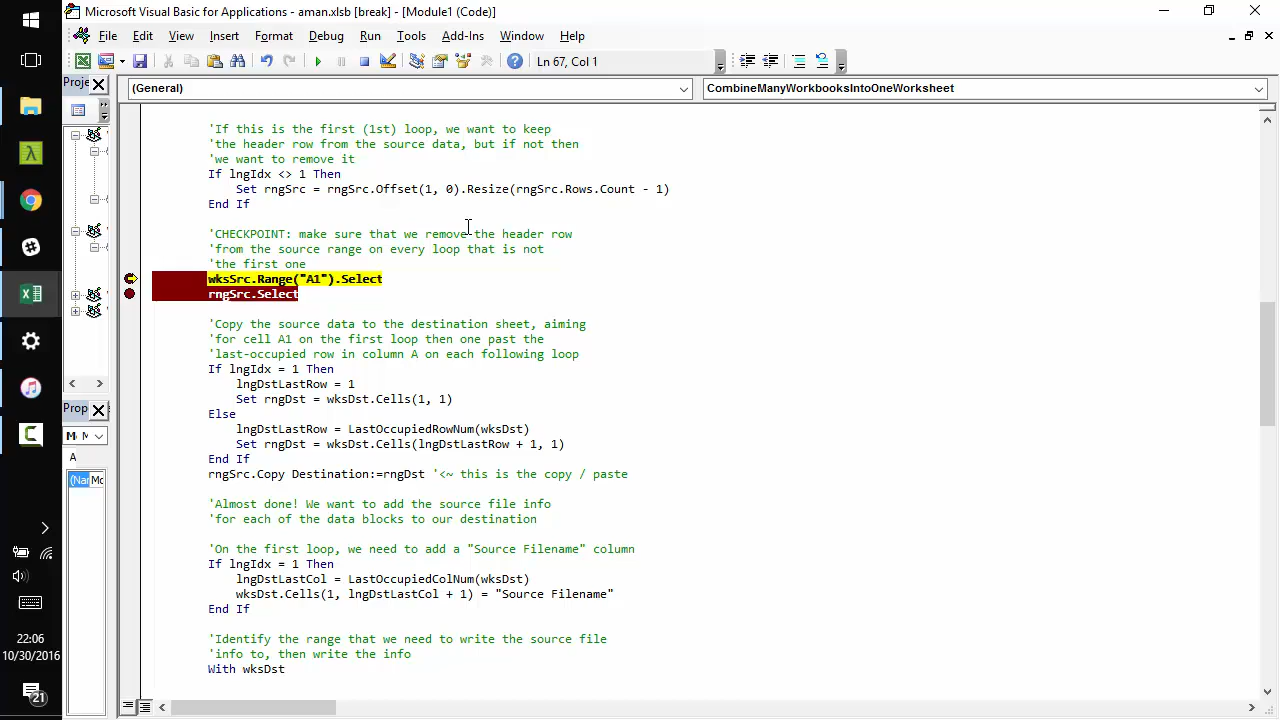 Microsoft Visual Basic for Applications - aman.xlsb [break] - [Module1 (Code)]
File Edit View Insert Format Debug Run Tools Add-Ins Window Help
Ln 67, Col 1
Proje
(General)
CombineManyWorkbooksIntoOneWorksheet
'If this is the first (1st) loop, we want to keep
'the header row from the source data, but if not then
'we want to remove it
If lngIdx <> 1 Then
Set rngSrc = rngSrc.Offset(1, 0).Resize(rngSrc.Rows.Count - 1)
End If
'CHECKPOINT: make sure that we remove the header row
'from the source range on every loop that is not
'the first one
wksSrc.Range("A1").Select
rngSrc.Select
'Copy the source data to the destination sheet, aiming
'for cell A1 on the first loop then one past the
'last-occupied row in column A on each following loop
If lngIdx = 1 Then
lngDstLastRow = 1
Set rngDst = wksDst.Cells(1, 1)
Else
lngDstLastRow = LastOccupiedRowNum(wksDst)
Set rngDst = wksDst.Cells(lngDstLastRow + 1, 1)
End If
rngSrc.Copy Destination:=rngDst '<~ this is the copy / paste
'Almost done! We want to add the source file info
'for each of the data blocks to our destination
'On the first loop, we need to add a "Source Filename" column
If lngIdx = 1 Then
lngDstLastCol = LastOccupiedColNum(wksDst)
wksDst.Cells(1, lngDstLastCol + 1) = "Source Filename"
End If
'Identify the range that we need to write the source file
'info to, then write the info
With wksDst
Prop
A
(Nar
Mc
22:06
10/30/2016
21